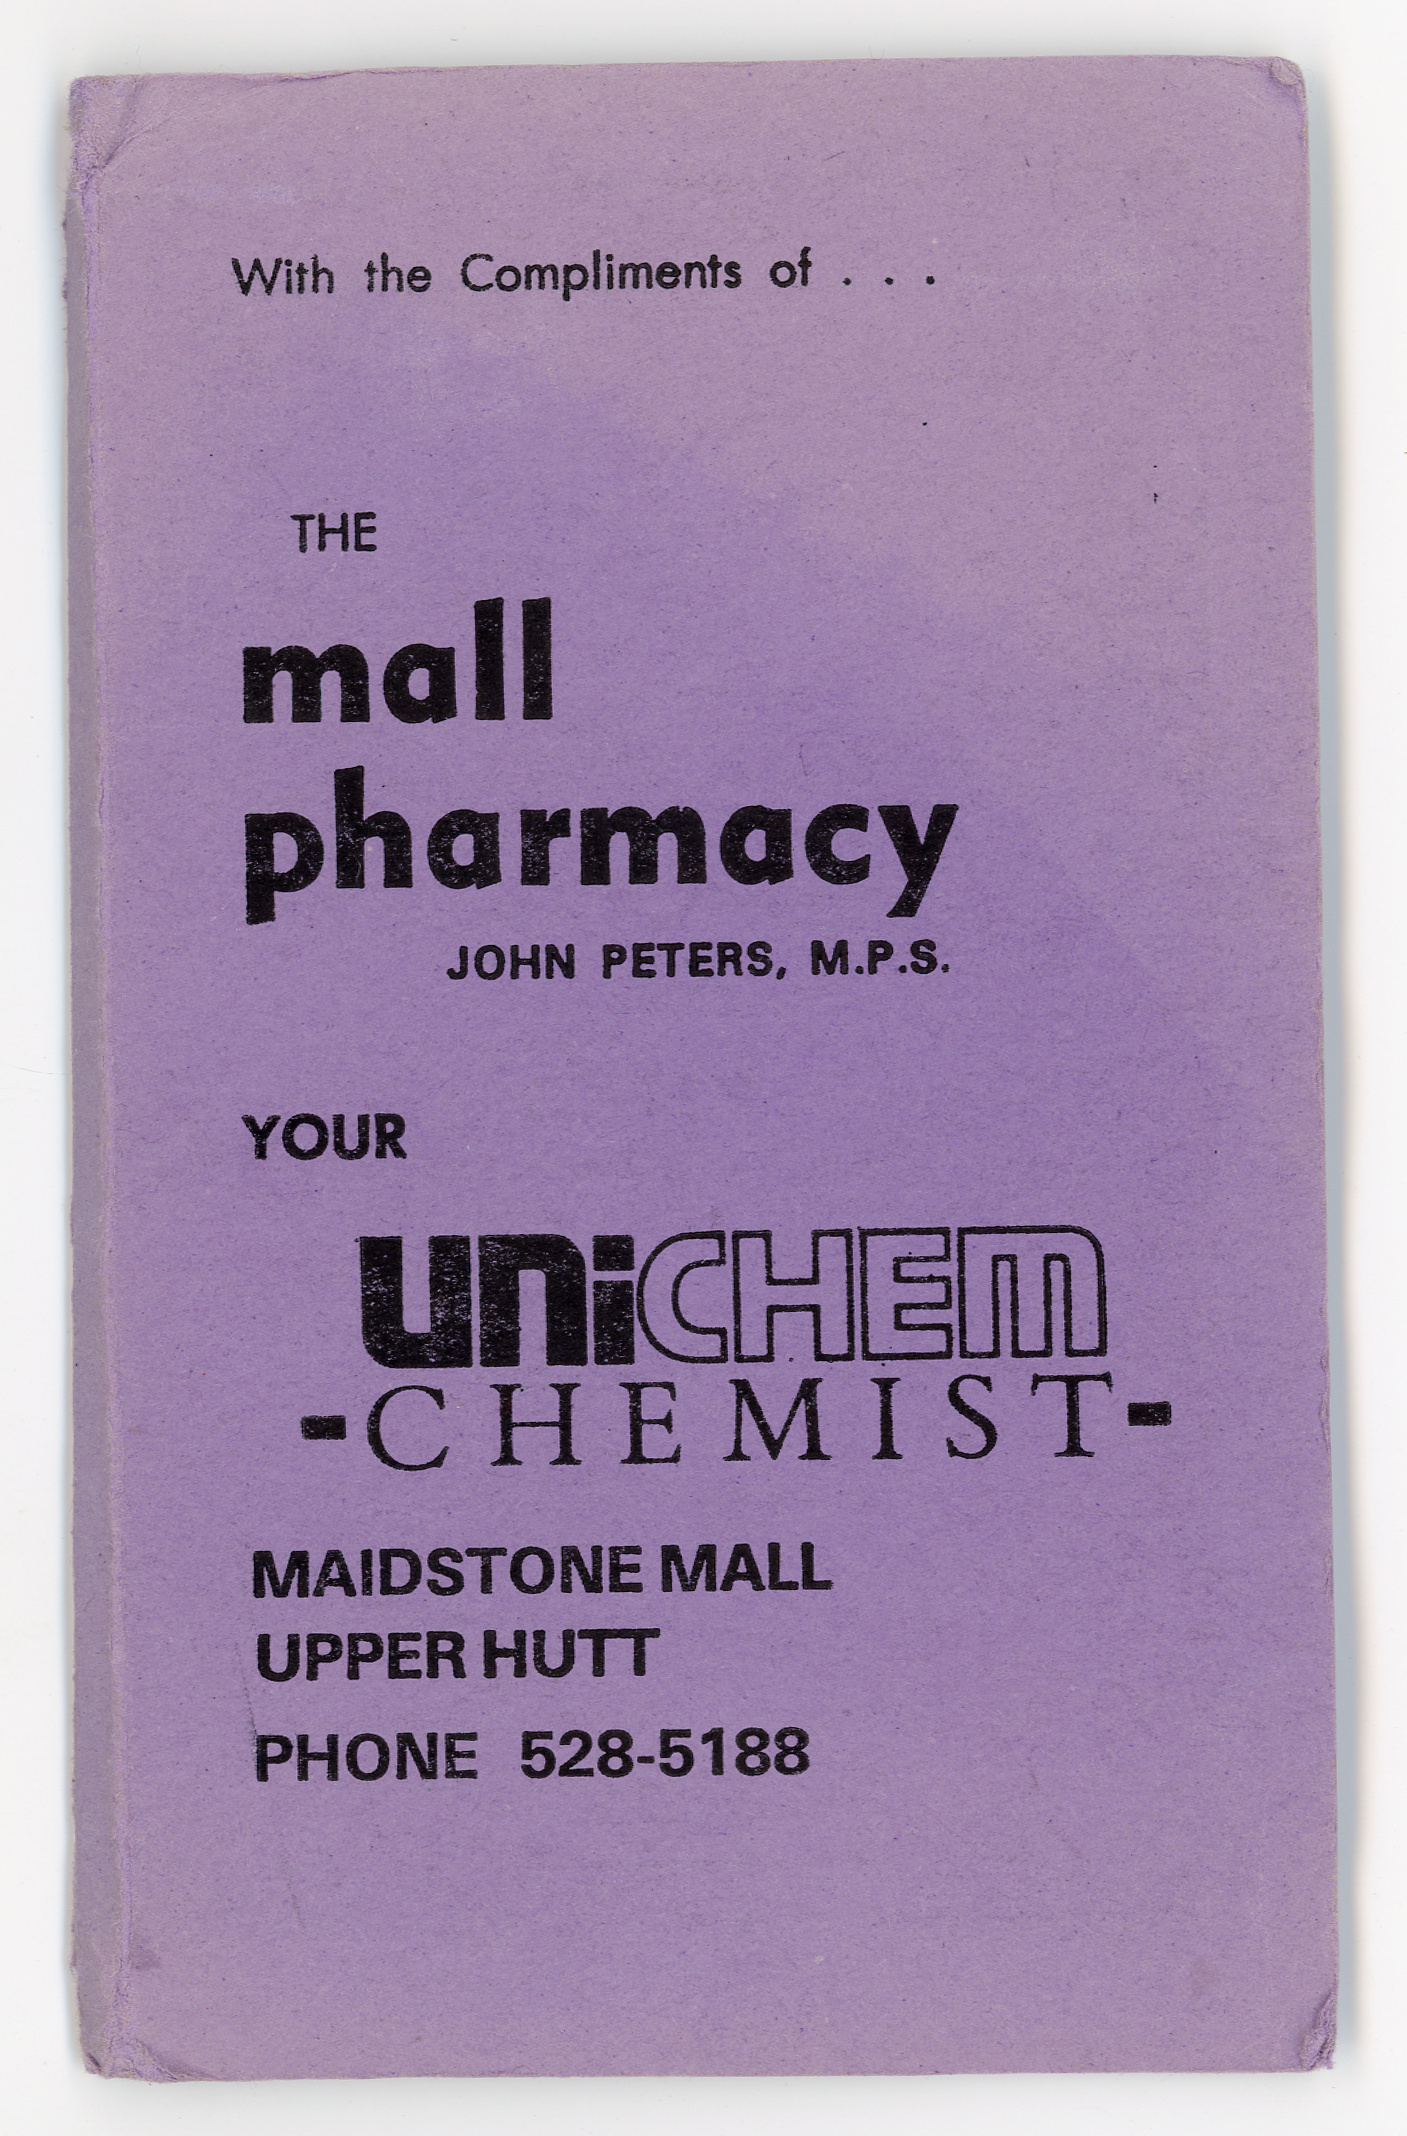 With the Compliments of . . .
THE
mall
pharmacy
JOHN PETERS, M.P.S.
YOUR
UNiCHEM
-CHEMIST-
MAIDSTONE MALL
UPPER HUTT
PHONE 528-5188